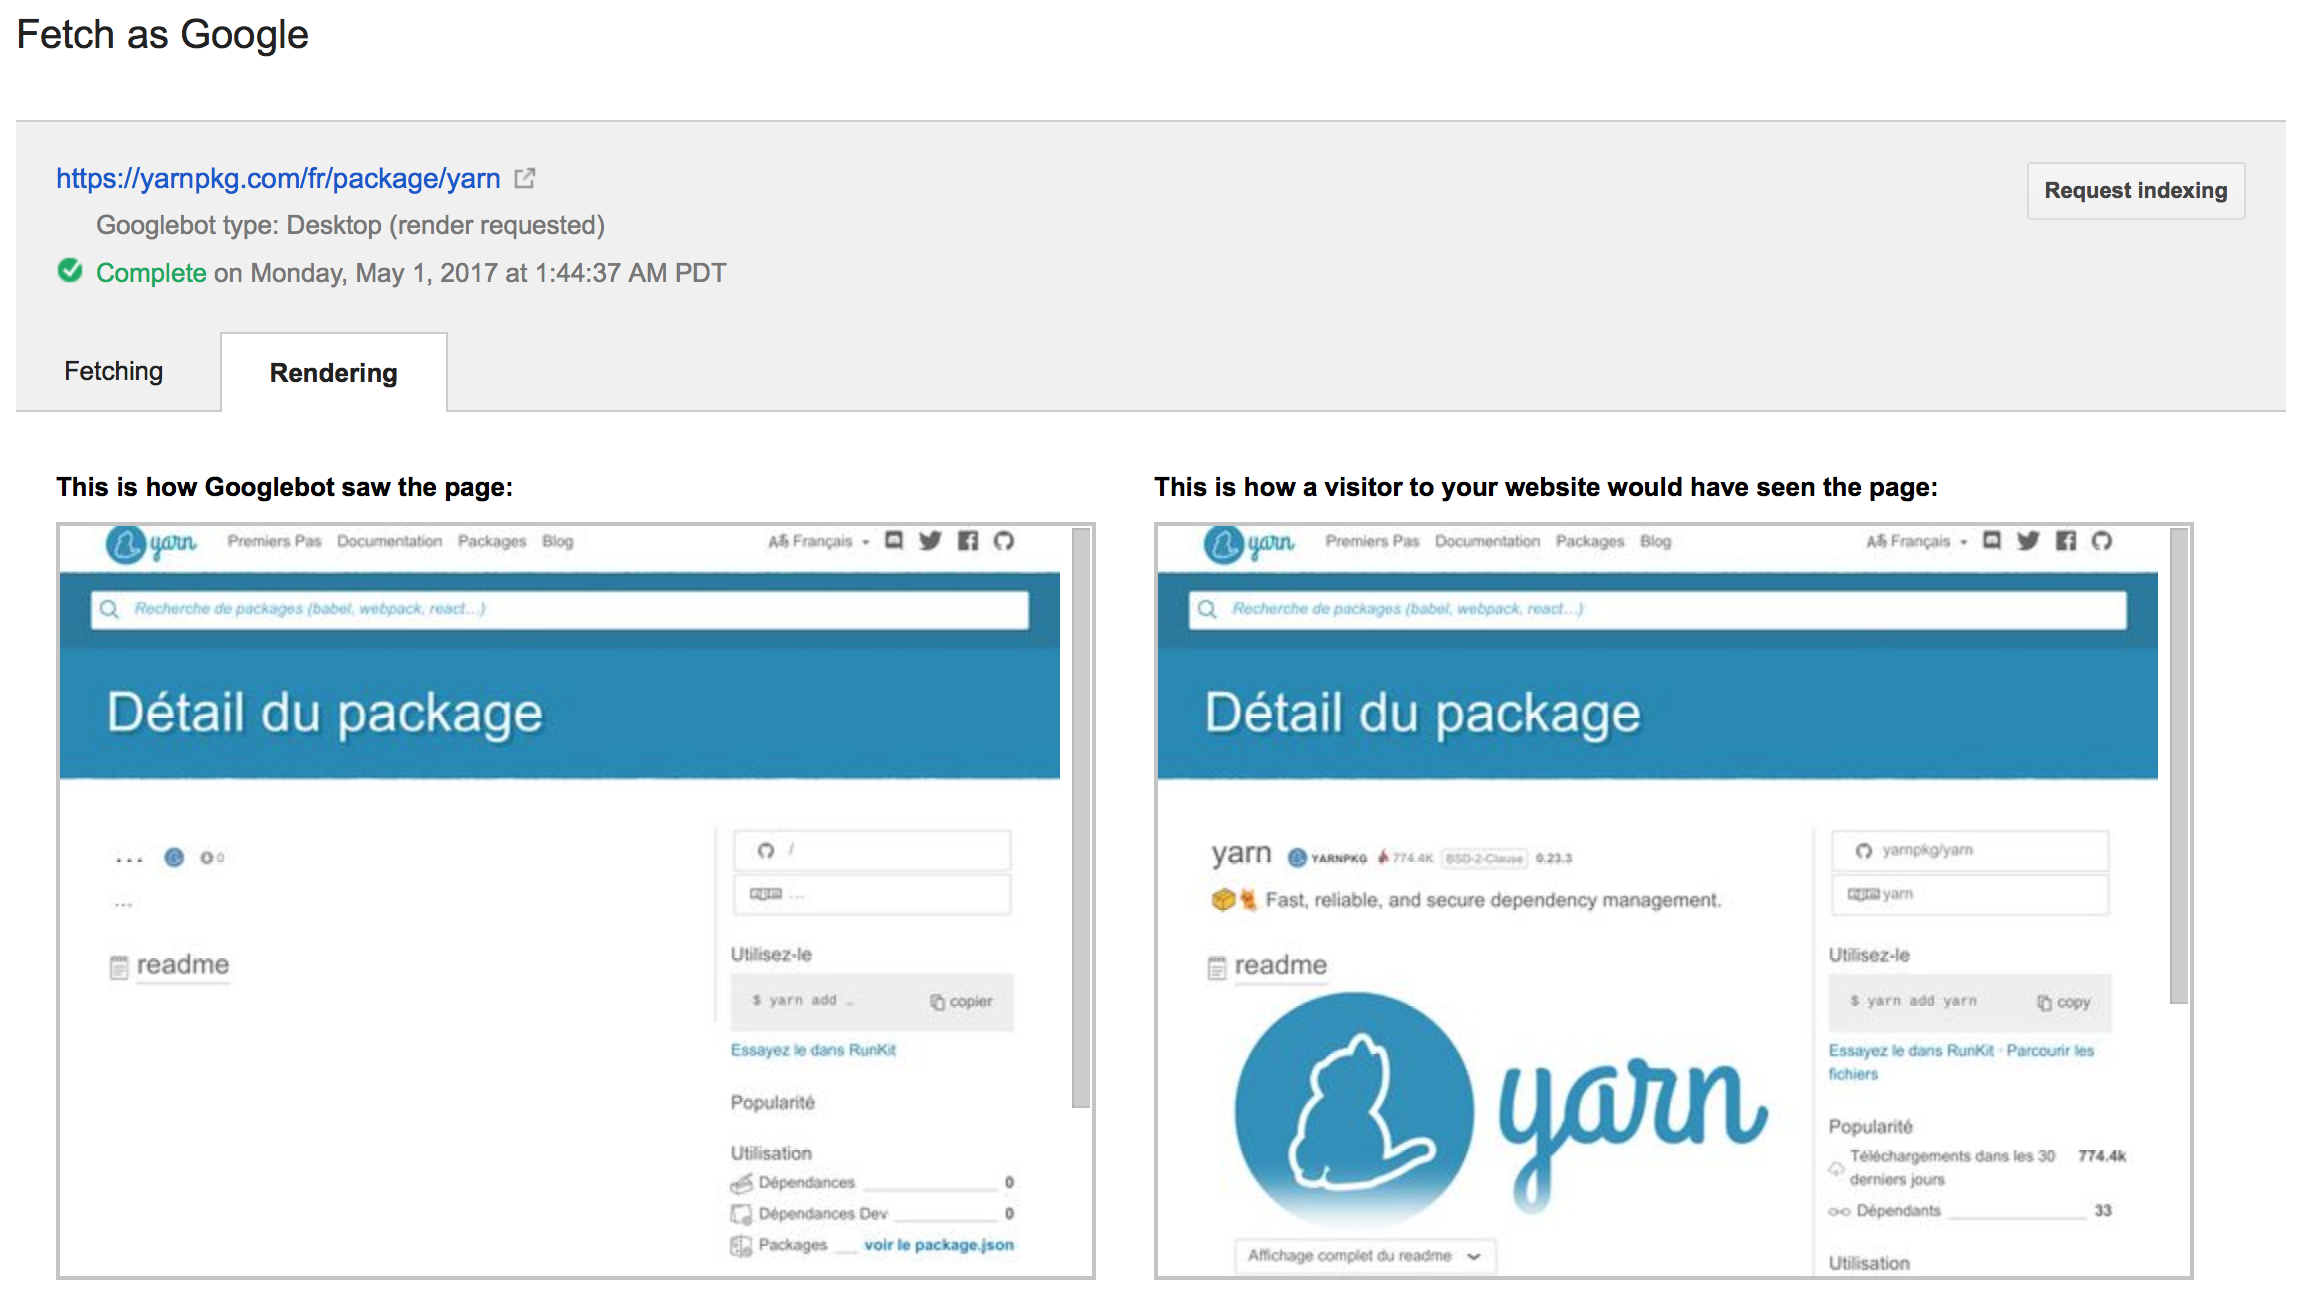 Fetch as Google
https://yarnpkg.com/fr/package/yarn
Request indexing
Googlebot type: Desktop (render requested)
Complete on Monday, May 1, 2017 at 1:44:37 AM PDT
Fetching
Rendering
This is how Googlebot saw the page:
yarn Premiers Pas Documentation Packages Blog Français
Recherche de packages (babel, webpack, react...)
Détail du package
... 0
/
...
npm ...
readme
Utilisez-le
$ yarn add … copier
Essayez le dans RunKit
Popularité
Utilisation
Dépendances 0
Dépendances Dev 0
Packages voir le package.json
This is how a visitor to your website would have seen the page:
yarn Premiers Pas Documentation Packages Blog Français
Recherche de packages (babel, webpack, react...)
Détail du package
yarn YARNPKG 774.4K BSD-2-Clause 0.23.3
Fast, reliable, and secure dependency management.
readme
yarn
Affichage complet du readme
yarnpkg/yarn
npm yarn
Utilisez-le
$ yarn add yarn copy
Essayez le dans RunKit · Parcourir les
fichiers
Popularité
Téléchargements dans les 30 774.4k
derniers jours
Dépendants 33
Utilisation